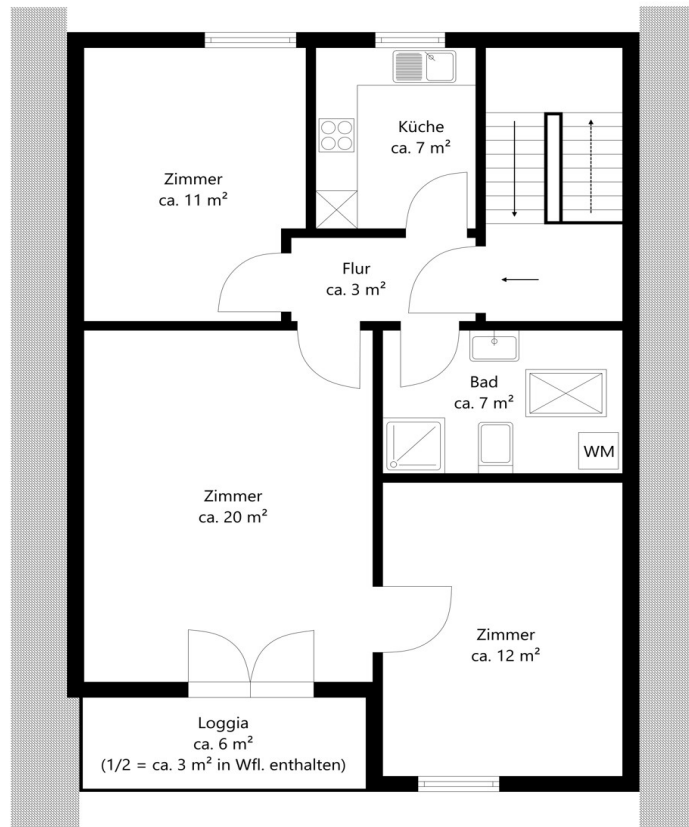 Küche
ca. 7 m²
Zimmer
ca. 11 m²
Flur
ca. 3 m²
Bad
ca. 7 m²
WM
Zimmer
ca. 20 m²
Zimmer
ca. 12 m²
Loggia
ca. 6 m²
(1/2 = ca. 3 m² in Wfl. enthalten)